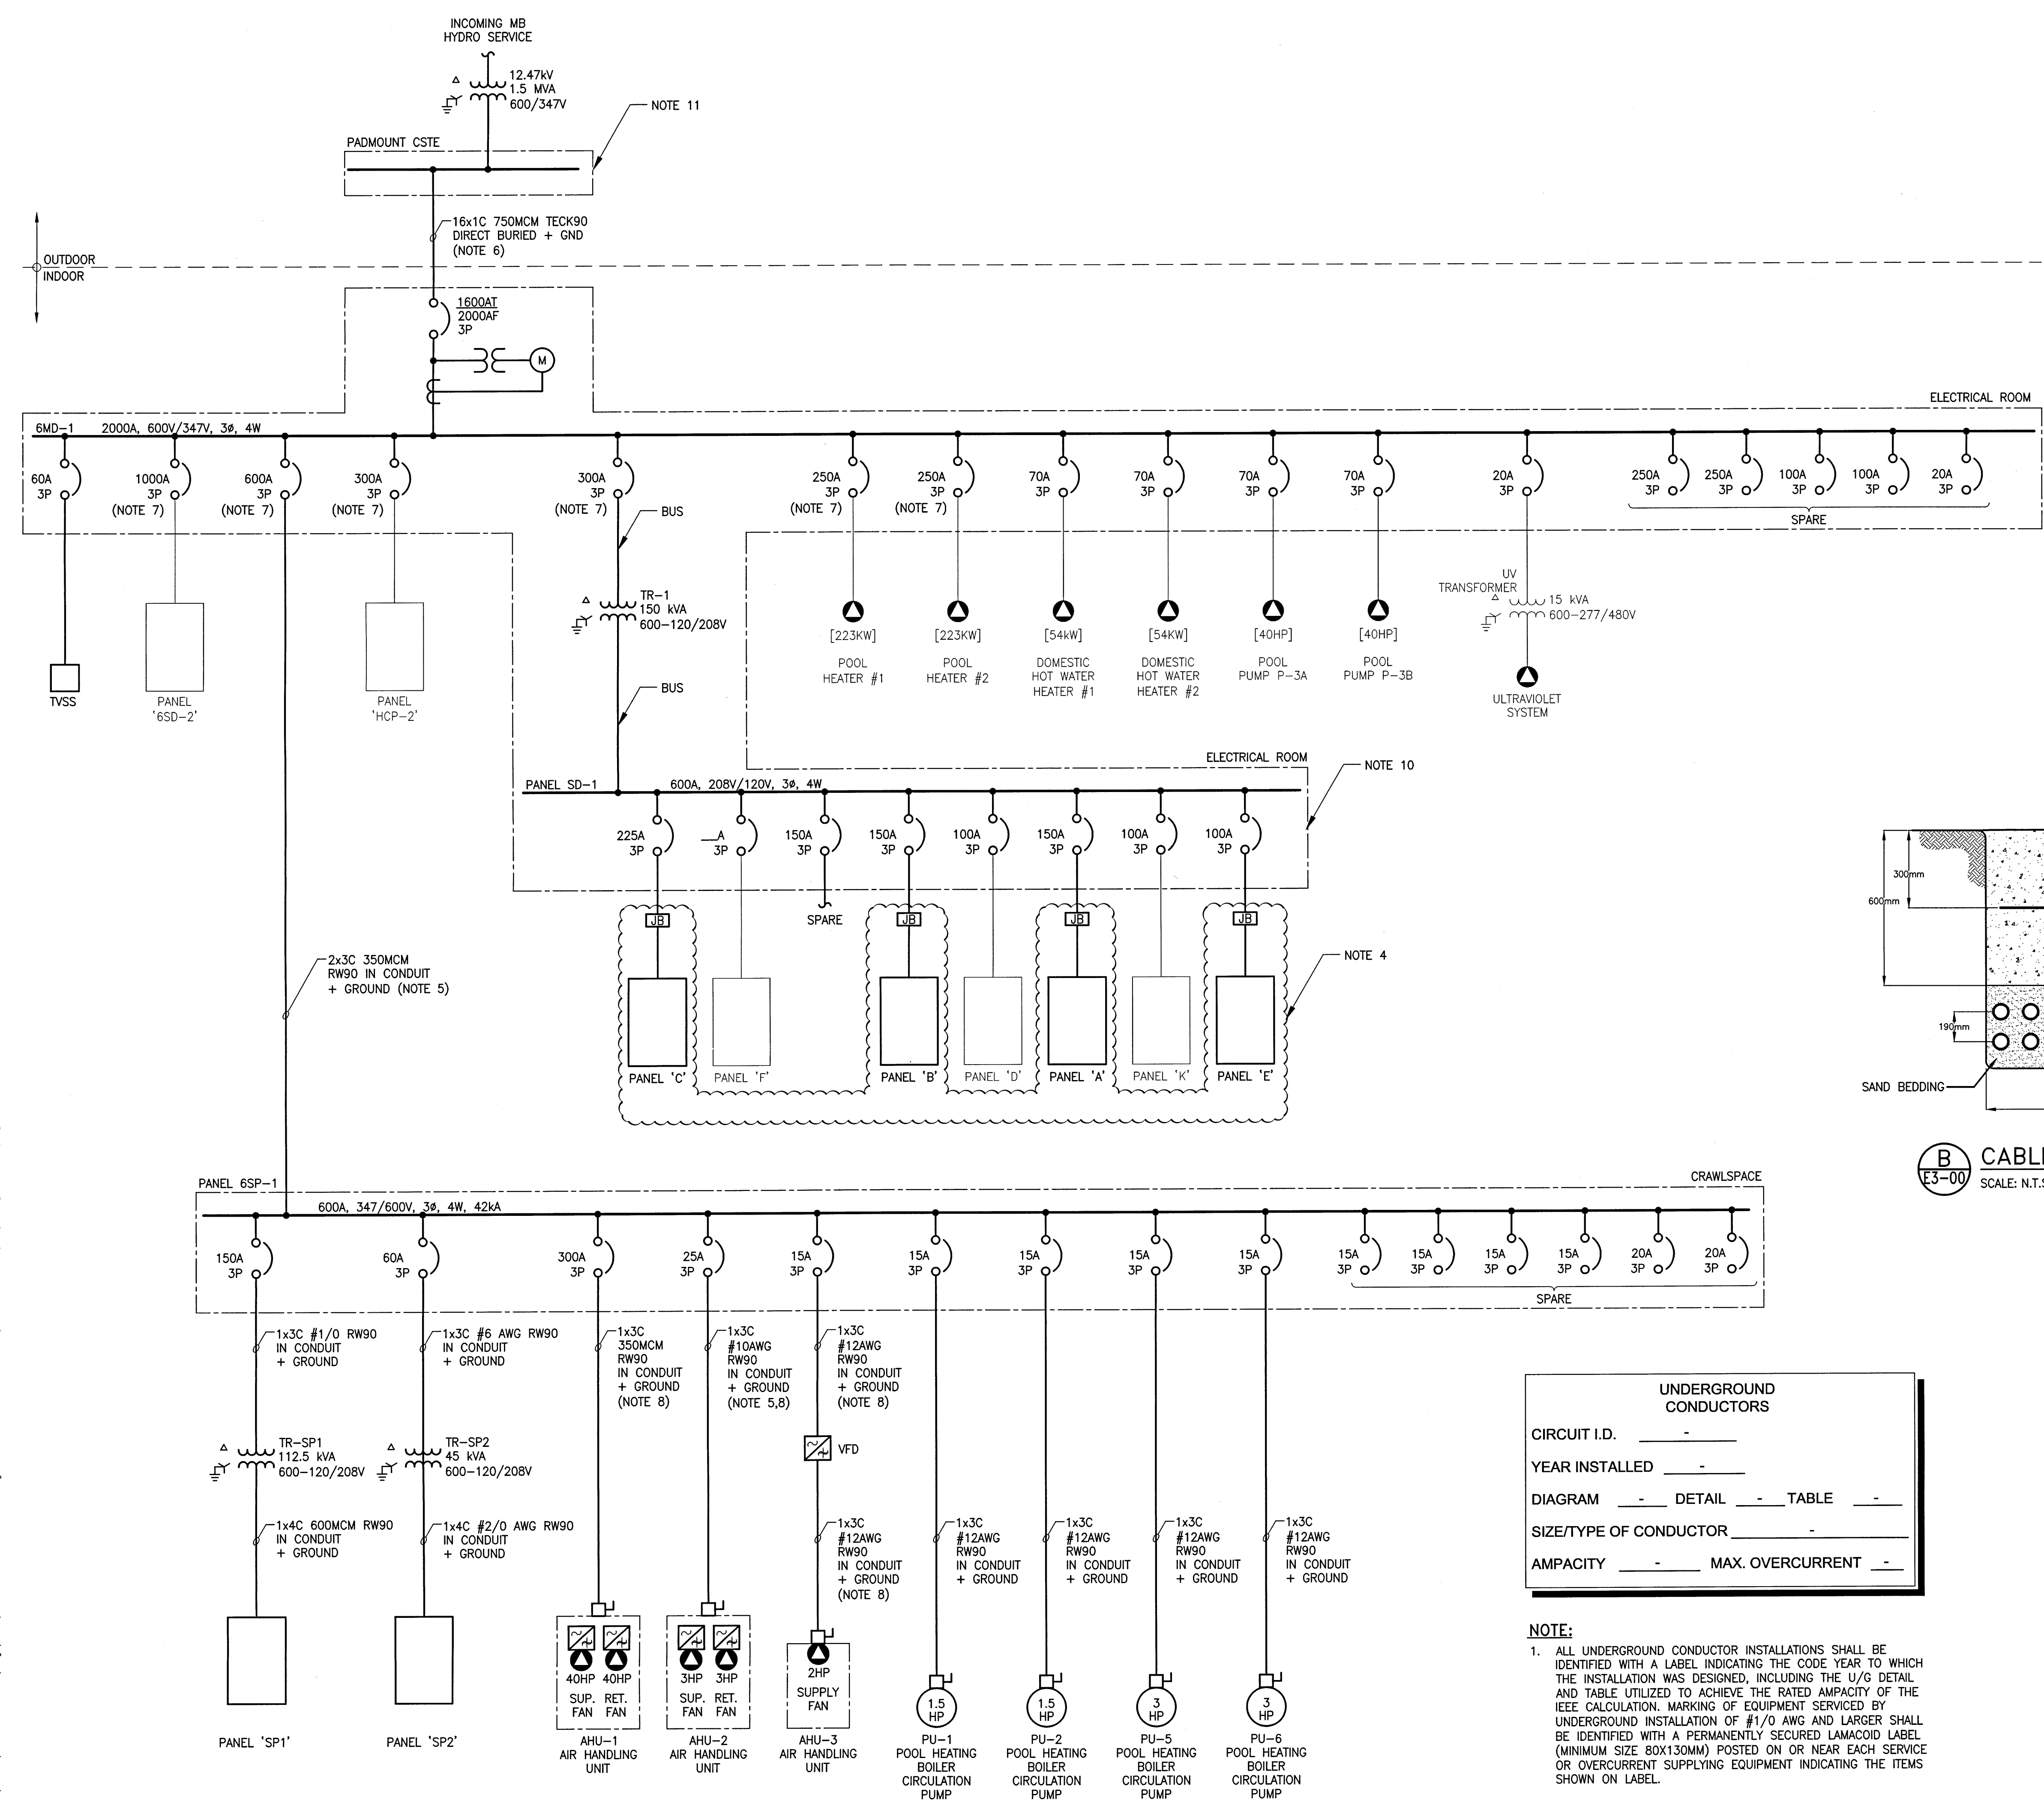 INCOMING MB
HYDRO SERVICE
12.47kV
1.5 MVA
600/347V
NOTE 11
PADMOUNT CSTE
16x1C 750MCM TECK90
DIRECT BURIED + GND
(NOTE 6)
OUTDOOR
INDOOR
1600AT
2000AF
3P
M
ELECTRICAL ROOM
6MD-1
2000A, 600V/347V, 3ø, 4W
60A
3P
1000A
3P
(NOTE 7)
600A
3P
(NOTE 7)
300A
3P
(NOTE 7)
300A
3P
(NOTE 7)
250A
3P
(NOTE 7)
250A
3P
(NOTE 7)
70A
3P
70A
3P
70A
3P
70A
3P
20A
3P
250A
3P
250A
3P
100A
3P
100A
3P
20A
3P
SPARE
BUS
TR-1
150 kVA
600-120/208V
BUS
TVSS
PANEL
'6SD-2'
PANEL
'HCP-2'
[223KW]
POOL
HEATER #1
[223KW]
POOL
HEATER #2
[54kW]
DOMESTIC
HOT WATER
HEATER #1
[54KW]
DOMESTIC
HOT WATER
HEATER #2
[40HP]
POOL
PUMP P-3A
[40HP]
POOL
PUMP P-3B
UV
TRANSFORMER
15 kVA
600-277/480V
ULTRAVIOLET
SYSTEM
ELECTRICAL ROOM
NOTE 10
PANEL SD-1
600A, 208V/120V, 3ø, 4W
225A
3P
__A
3P
150A
3P
150A
3P
100A
3P
150A
3P
100A
3P
100A
3P
SPARE
JB
JB
JB
JB
NOTE 4
PANEL 'C'
PANEL 'F'
PANEL 'B'
PANEL 'D'
PANEL 'A'
PANEL 'K'
PANEL 'E'
2x3C 350MCM
RW90 IN CONDUIT
+ GROUND (NOTE 5)
300mm
600mm
190mm
SAND BEDDING
B
E3-00
CABL
SCALE: N.T.S
PANEL 6SP-1
CRAWLSPACE
600A, 347/600V, 3ø, 4W, 42kA
150A
3P
60A
3P
300A
3P
25A
3P
15A
3P
15A
3P
15A
3P
15A
3P
15A
3P
15A
3P
15A
3P
15A
3P
15A
3P
20A
3P
20A
3P
SPARE
1x3C #1/0 RW90
IN CONDUIT
+ GROUND
1x3C #6 AWG RW90
IN CONDUIT
+ GROUND
1x3C
350MCM
RW90
IN CONDUIT
+ GROUND
(NOTE 8)
1x3C
#10AWG
RW90
IN CONDUIT
+ GROUND
(NOTE 5,8)
1x3C
#12AWG
RW90
IN CONDUIT
+ GROUND
(NOTE 8)
TR-SP1
112.5 kVA
600-120/208V
TR-SP2
45 kVA
600-120/208V
VFD
1x4C 600MCM RW90
IN CONDUIT
+ GROUND
1x4C #2/0 AWG RW90
IN CONDUIT
+ GROUND
1x3C
#12AWG
RW90
IN CONDUIT
+ GROUND
(NOTE 8)
1x3C
#12AWG
RW90
IN CONDUIT
+ GROUND
1x3C
#12AWG
RW90
IN CONDUIT
+ GROUND
1x3C
#12AWG
RW90
IN CONDUIT
+ GROUND
1x3C
#12AWG
RW90
IN CONDUIT
+ GROUND
PANEL 'SP1'
PANEL 'SP2'
40HP 40HP
SUP. RET.
FAN FAN
AHU-1
AIR HANDLING
UNIT
3HP 3HP
SUP. RET.
FAN FAN
AHU-2
AIR HANDLING
UNIT
2HP
SUPPLY
FAN
AHU-3
AIR HANDLING
UNIT
1.5
HP
PU-1
POOL HEATING
BOILER
CIRCULATION
PUMP
1.5
HP
PU-2
POOL HEATING
BOILER
CIRCULATION
PUMP
3
HP
PU-5
POOL HEATING
BOILER
CIRCULATION
PUMP
3
HP
PU-6
POOL HEATING
BOILER
CIRCULATION
PUMP
UNDERGROUND
CONDUCTORS
CIRCUIT I.D. -
YEAR INSTALLED -
DIAGRAM - DETAIL - TABLE -
SIZE/TYPE OF CONDUCTOR -
AMPACITY - MAX. OVERCURRENT -
NOTE:
1. ALL UNDERGROUND CONDUCTOR INSTALLATIONS SHALL BE
IDENTIFIED WITH A LABEL INDICATING THE CODE YEAR TO WHICH
THE INSTALLATION WAS DESIGNED, INCLUDING THE U/G DETAIL
AND TABLE UTILIZED TO ACHIEVE THE RATED AMPACITY OF THE
IEEE CALCULATION. MARKING OF EQUIPMENT SERVICED BY
UNDERGROUND INSTALLATION OF #1/0 AWG AND LARGER SHALL
BE IDENTIFIED WITH A PERMANENTLY SECURED LAMACOID LABEL
(MINIMUM SIZE 80X130MM) POSTED ON OR NEAR EACH SERVICE
OR OVERCURRENT SUPPLYING EQUIPMENT INDICATING THE ITEMS
SHOWN ON LABEL.